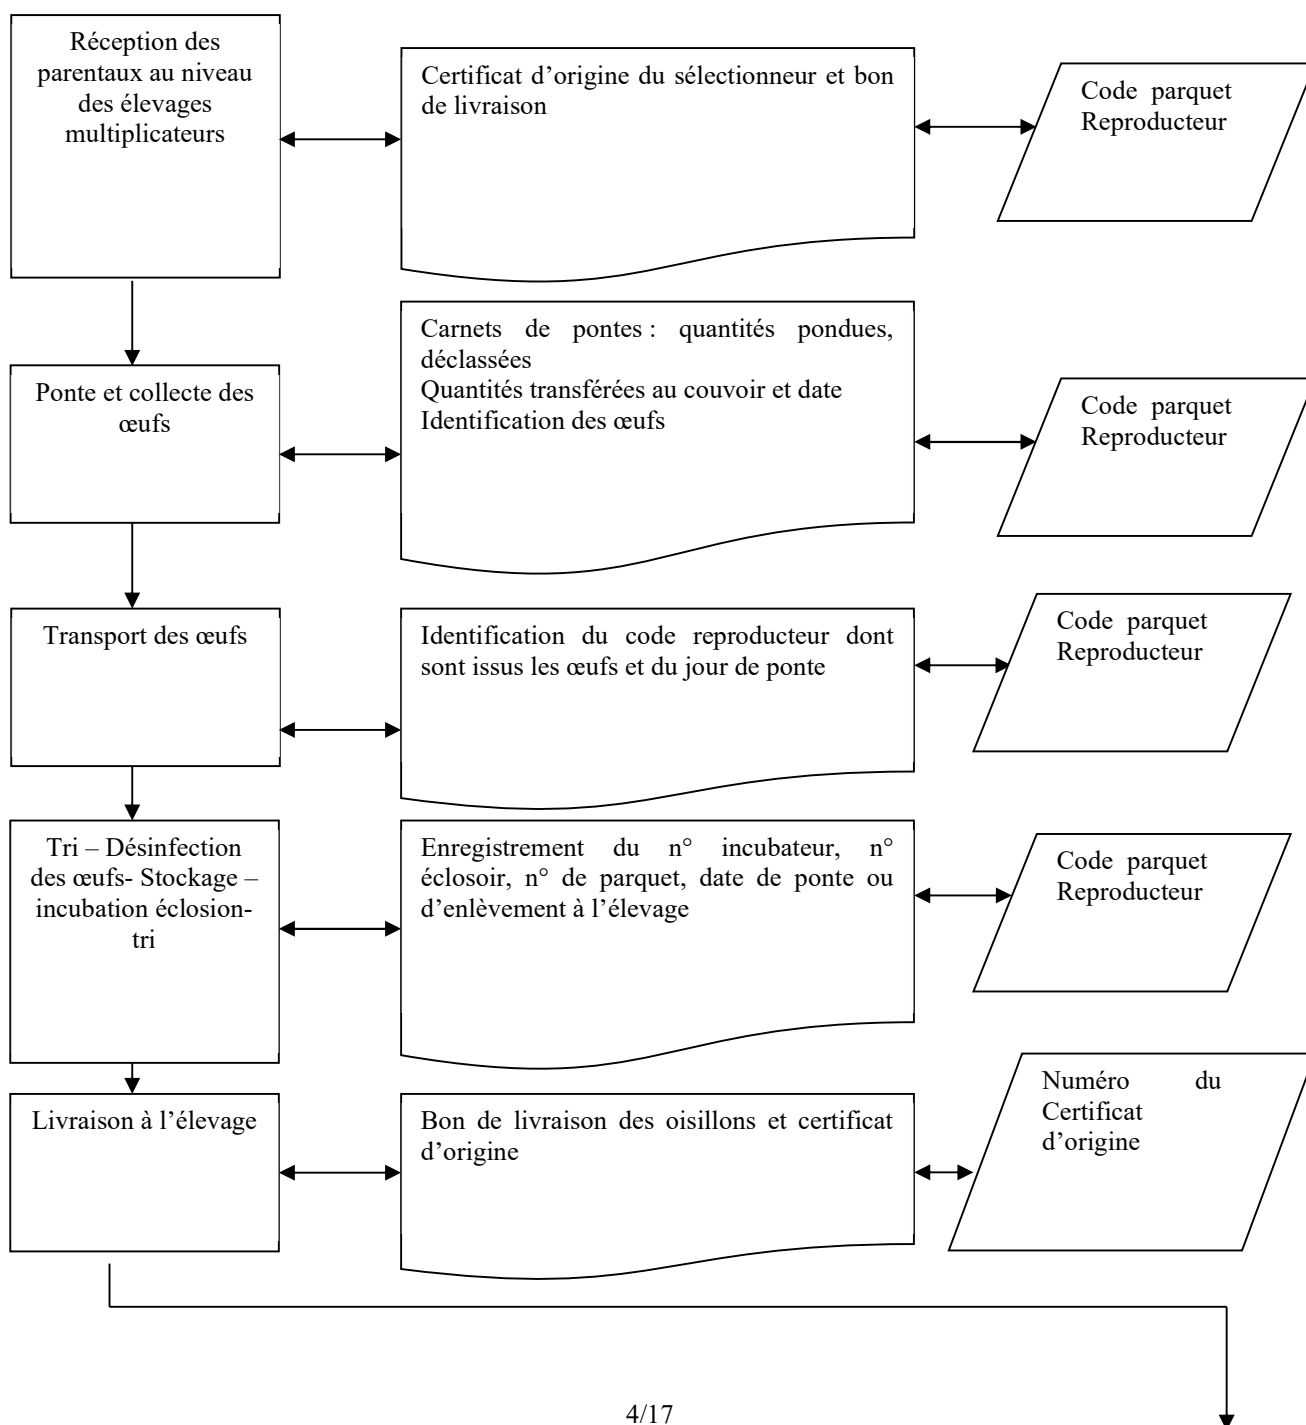 Réception des
parentaux au niveau
des élevages
multiplicateurs
Certificat d’origine du sélectionneur et bon
de livraison
Code parquet
Reproducteur
Ponte et collecte des
œufs
Carnets de pontes : quantités pondues,
déclassées
Quantités transférées au couvoir et date
Identification des œufs
Code parquet
Reproducteur
Transport des œufs
Identification du code reproducteur dont
sont issus les œufs et du jour de ponte
Code parquet
Reproducteur
Tri – Désinfection
des œufs- Stockage –
incubation éclosion-
tri
Enregistrement du n° incubateur, n°
éclosoir, n° de parquet, date de ponte ou
d’enlèvement à l’élevage
Code parquet
Reproducteur
Livraison à l’élevage
Bon de livraison des oisillons et certificat
d’origine
Numéro du
Certificat
d’origine
4/17